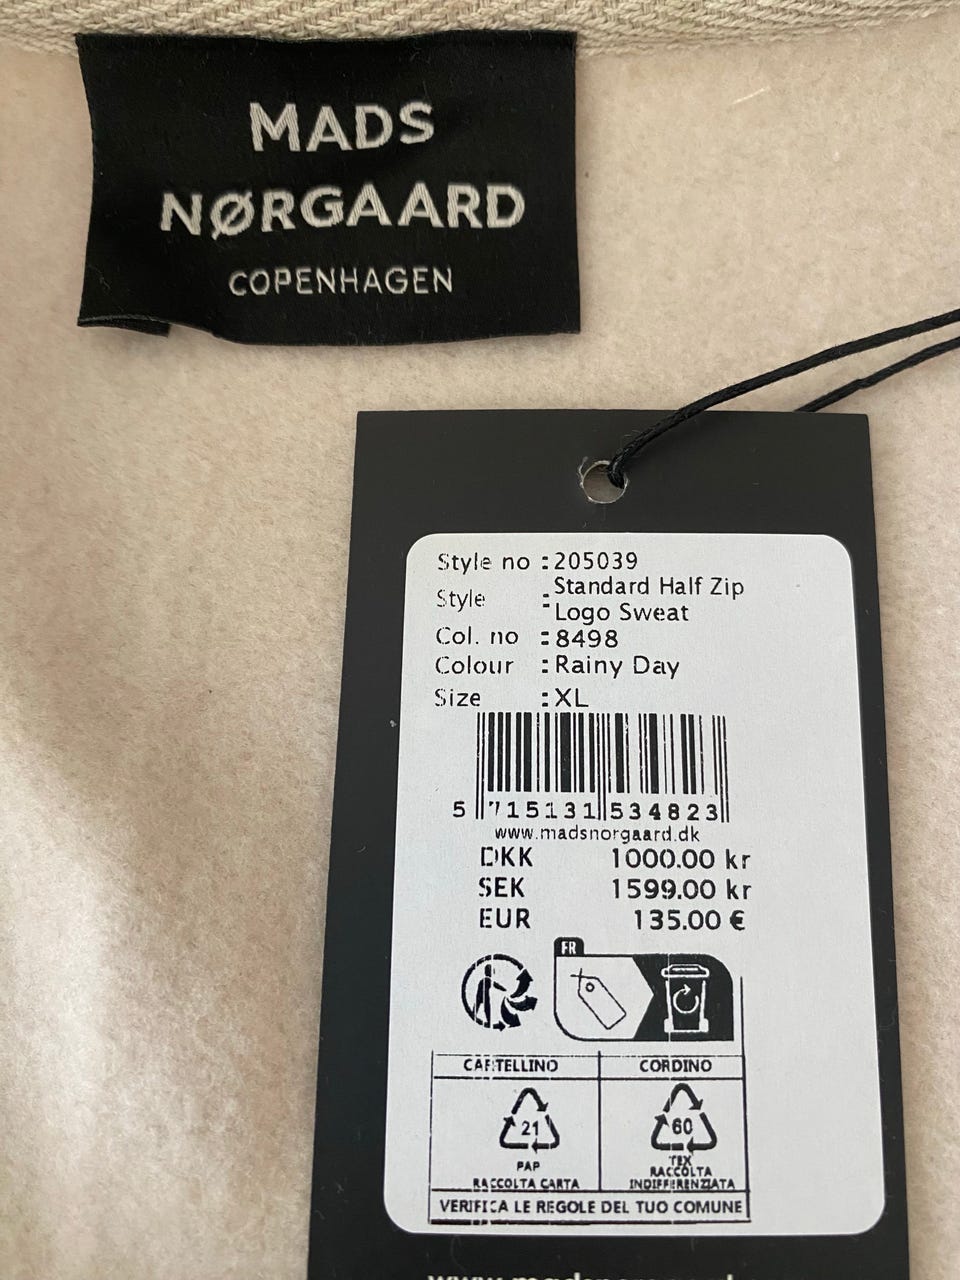 MADS
NØRGAARD
COPENHAGEN
Style no : 205039
Style : Standard Half Zip
Logo Sweat
Col. no : 8498
Colour : Rainy Day
Size : XL
5 715131 534823
www.madsnorgaard.dk
DKK 1000.00 kr
SEK 1599.00 kr
EUR 135.00 €
FR
CARTELLINO CORDINO
21 60
PAP TEX
RACCOLTA CARTA RACCOLTA
INDIFFERENZIATA
VERIFICA LE REGOLE DEL TUO COMUNE